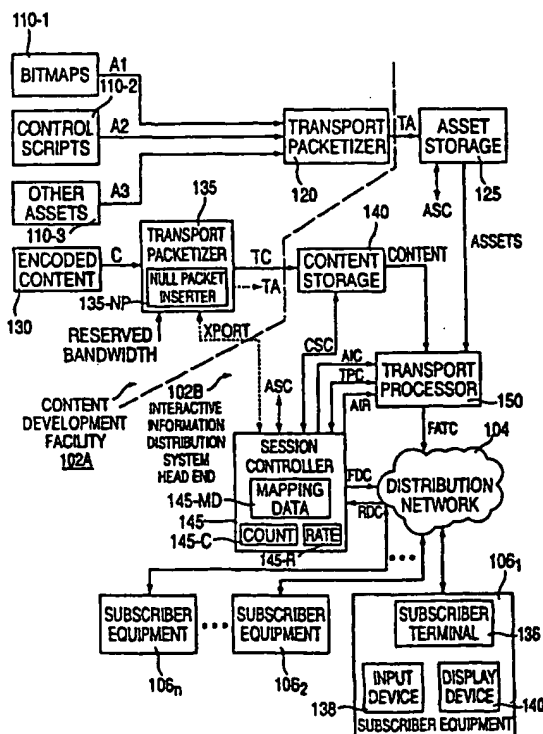 110-1
BITMAPS
A1
110-2
CONTROL
SCRIPTS
A2
OTHER
ASSETS
A3
110-3
TRANSPORT
PACKETIZER
120
TA
ASSET
STORAGE
125
ASC
ASSETS
ENCODED
CONTENT
130
C
135
TRANSPORT
PACKETIZER
NULL PACKET
INSERTER
135-NP
TC
TA
140
CONTENT
STORAGE
CONTENT
RESERVED
BANDWIDTH
XPORT
CSC
AIC
TPC
AIR
TRANSPORT
PROCESSOR
150
CONTENT
DEVELOPMENT
FACILITY
102A
102B
INTERACTIVE
INFORMATION
DISTRIBUTION
SYSTEM
HEAD END
ASC
SESSION
CONTROLLER
145-MD
MAPPING
DATA
145
145-C
COUNT
RATE
145-R
FDC
RDC
FATC
104
DISTRIBUTION
NETWORK
SUBSCRIBER
EQUIPMENT
106n
SUBSCRIBER
EQUIPMENT
1062
1061
SUBSCRIBER
TERMINAL
136
INPUT
DEVICE
138
DISPLAY
DEVICE
140
SUBSCRIBER EQUIPMENT